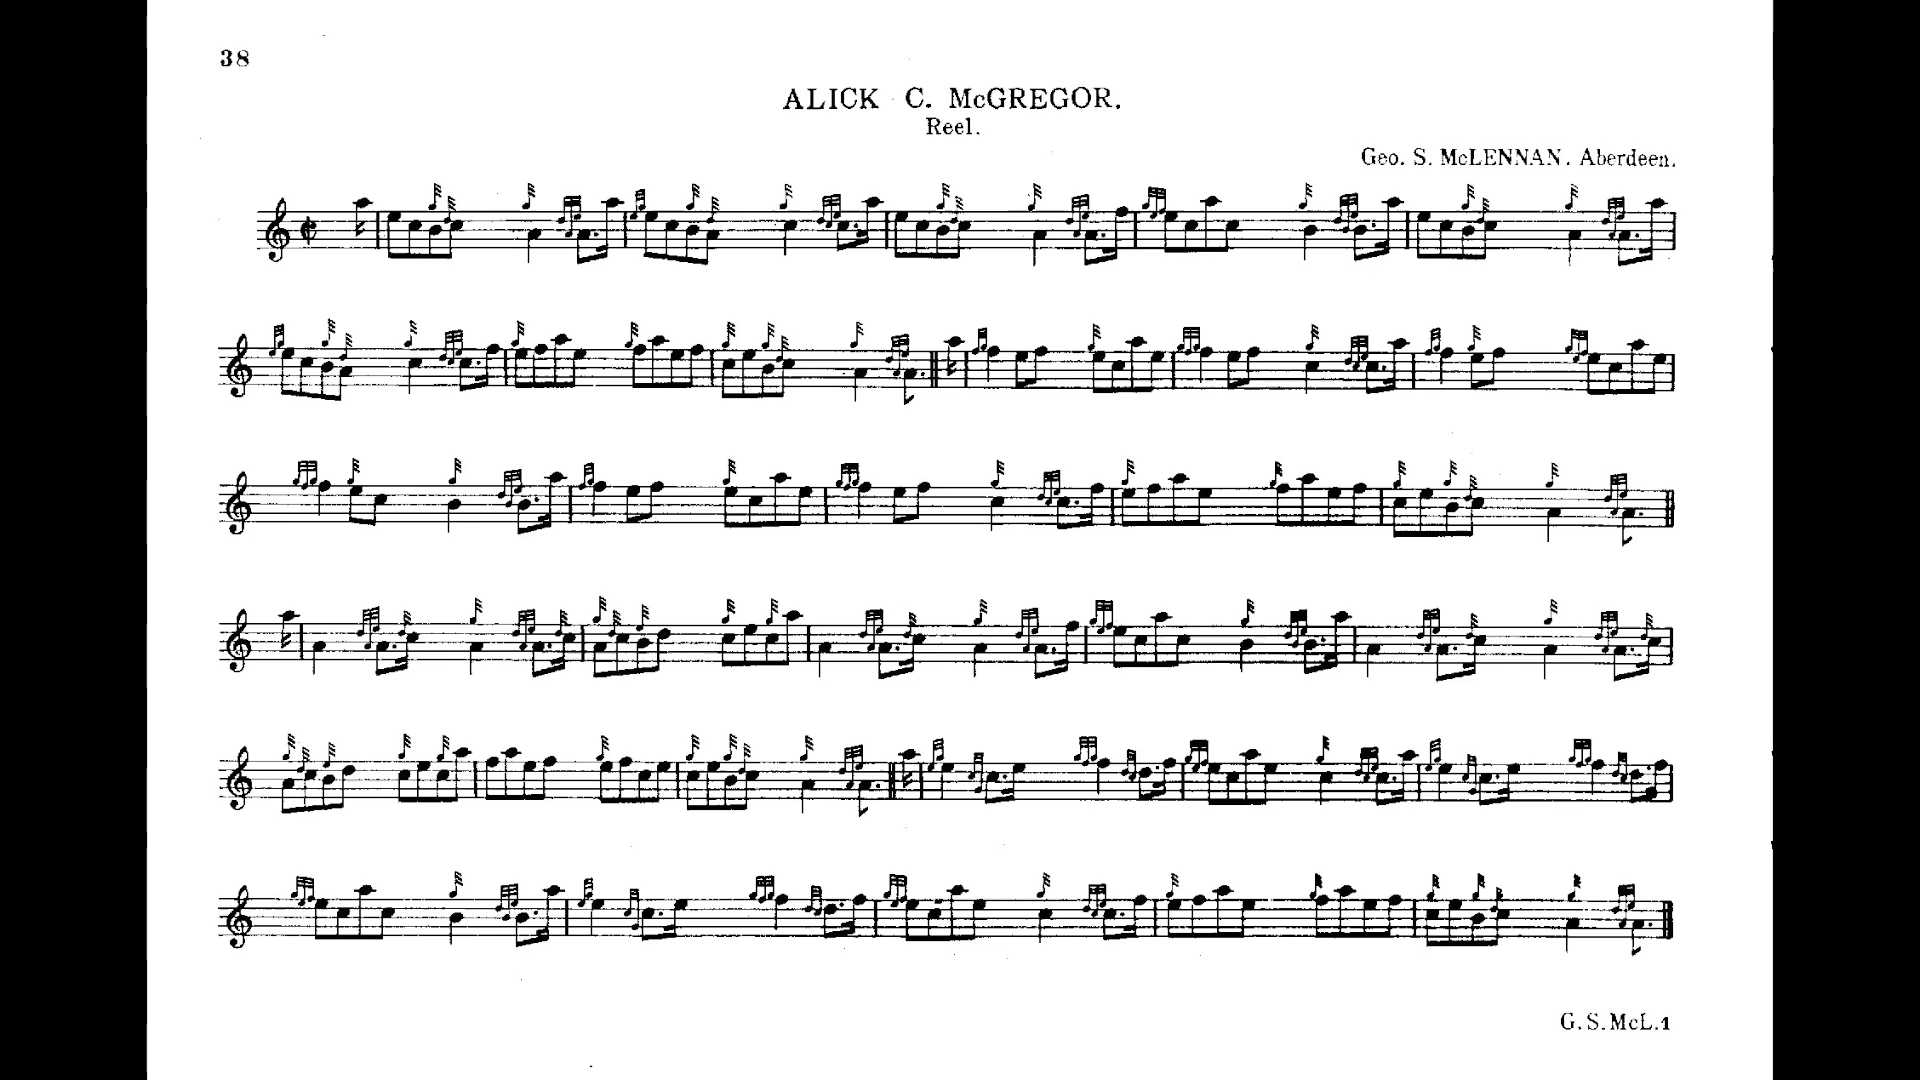 38
ALICK C. McGREGOR.
Reel.
Geo. S. McLENNAN. Aberdeen.
G. S. McL. 1